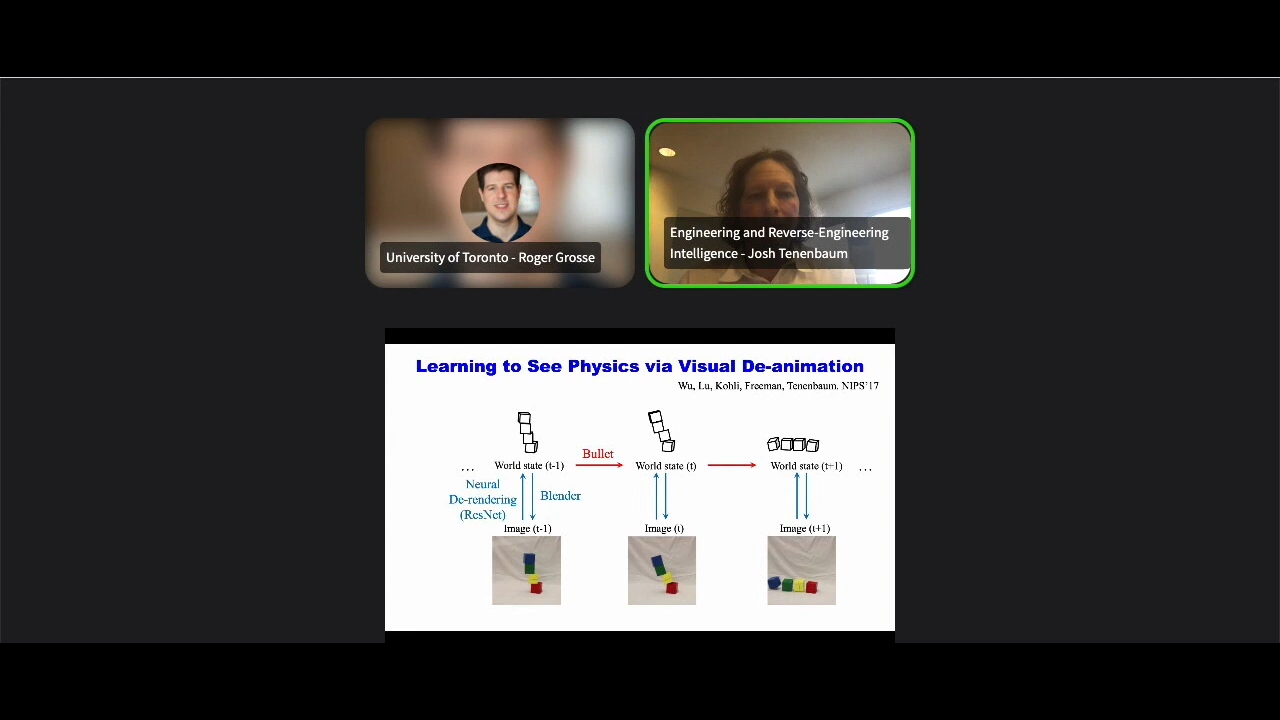 University of Toronto - Roger Grosse
Engineering and Reverse-Engineering
Intelligence - Josh Tenenbaum
Learning to See Physics via Visual De-animation
Wu, Lu, Kohli, Freeman, Tenenbaum. NIPS'17
Bullet
... World state (t-1) World state (t) World state (t+1) ...
Neural
De-rendering
(ResNet)
Blender
Image (t-1) Image (t) Image (t+1)